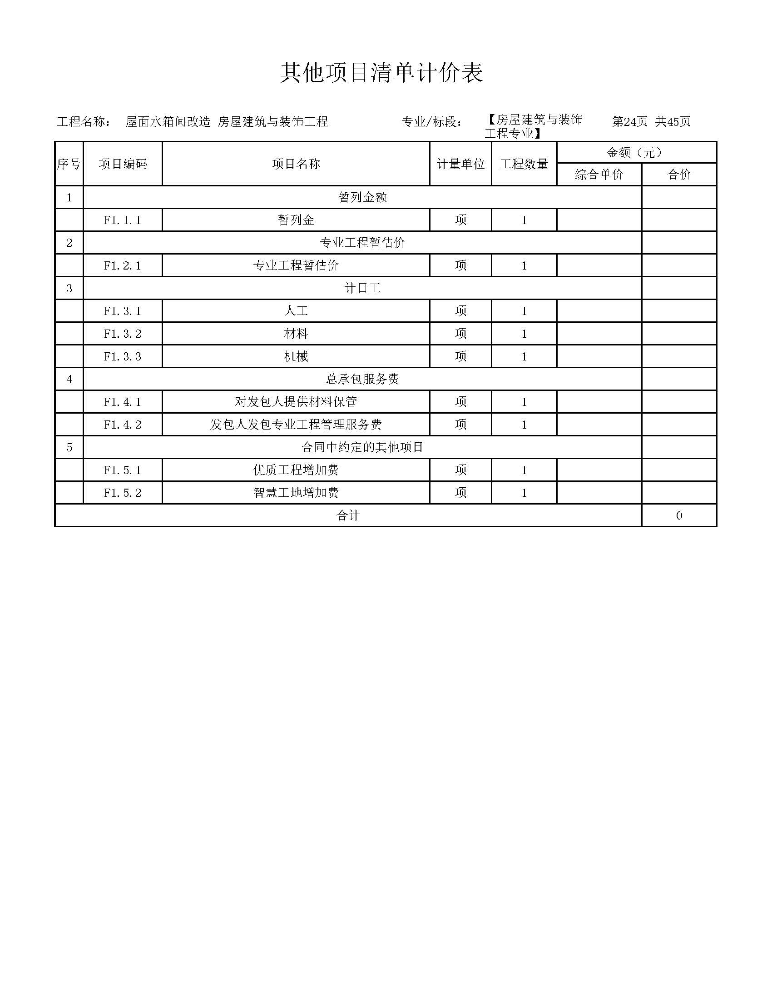 其他项目清单计价表
工程名称： 屋面水箱间改造 房屋建筑与装饰工程 专业/标段： 【房屋建筑与装饰工程专业】 第24页 共45页
序号 项目编码 项目名称 计量单位 工程数量 金额（元）
综合单价 合价
1 暂列金额
F1.1.1 暂列金 项 1
2 专业工程暂估价
F1.2.1 专业工程暂估价 项 1
3 计日工
F1.3.1 人工 项 1
F1.3.2 材料 项 1
F1.3.3 机械 项 1
4 总承包服务费
F1.4.1 对发包人提供材料保管 项 1
F1.4.2 发包人发包专业工程管理服务费 项 1
5 合同中约定的其他项目
F1.5.1 优质工程增加费 项 1
F1.5.2 智慧工地增加费 项 1
合计 0